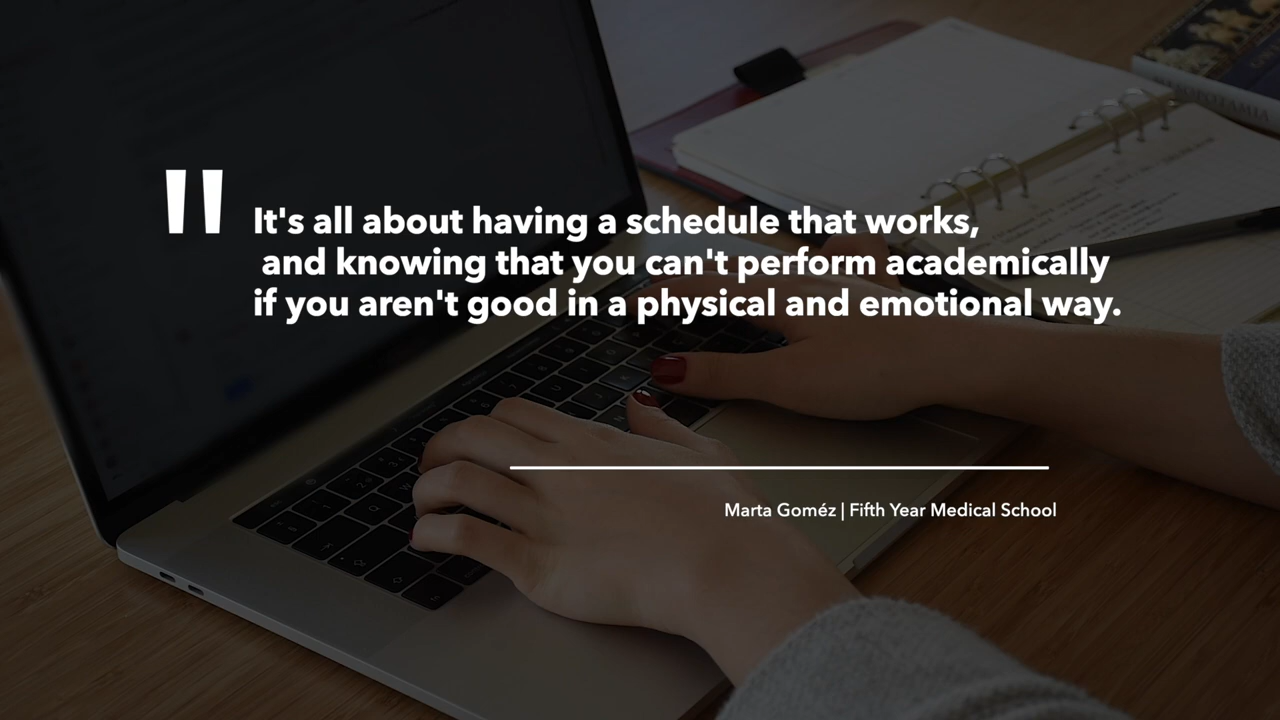 "
It's all about having a schedule that works,
and knowing that you can't perform academically
if you aren't good in a physical and emotional way.
Marta Goméz | Fifth Year Medical School